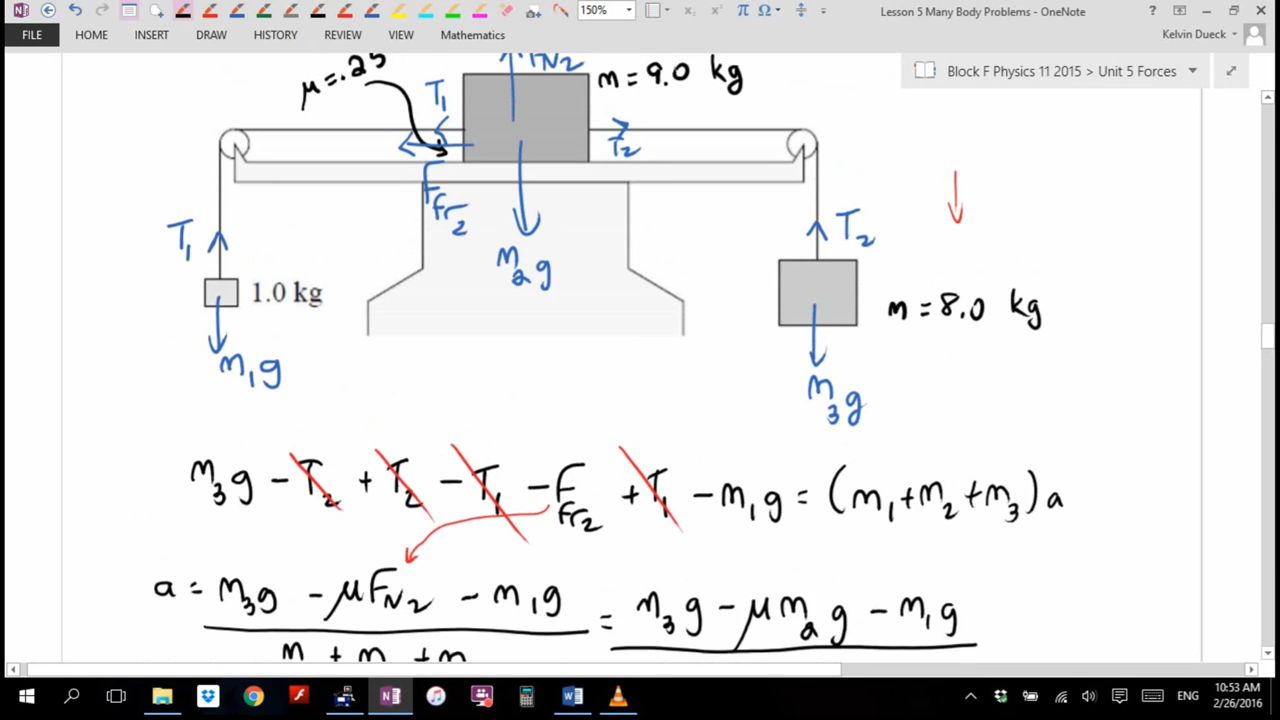 Lesson 5 Many Body Problems - OneNote
150%
FILE HOME INSERT DRAW HISTORY REVIEW VIEW Mathematics
Kelvin Dueck
Block F Physics 11 2015 > Unit 5 Forces
μ=.25
FN2
m = 9.0 kg
T1
T2
Ffr2
T1
T2
m2g
1.0 kg
m = 8.0 kg
m1g
m3g
m3g - T2 + T2 - T1 - Ffr2 + T1 - m1g = (m1+m2+m3)a
a = m3g - μFN2 - m1g = m3g - μm2g - m1g
m + m + m
ENG
10:53 AM
2/26/2016